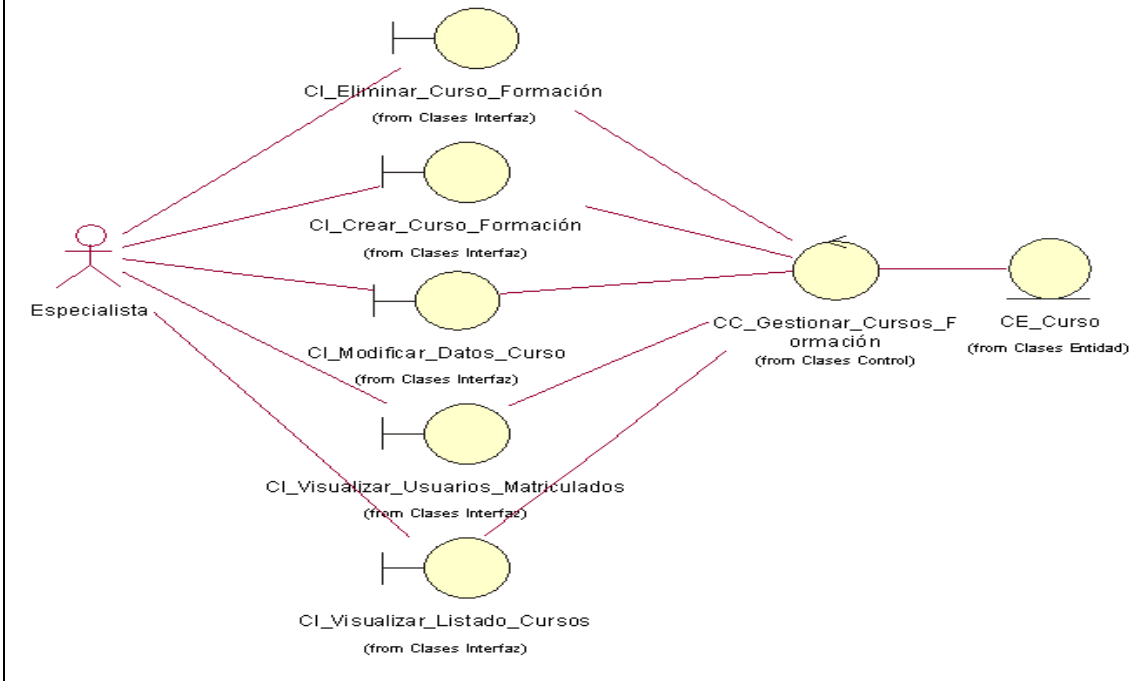 CI_Eliminar_Curso_Formación
(from Clases Interfaz)
CI_Crear_Curso_Formación
(from Clases Interfaz)
Especialista
CI_Modificar_Datos_Curso
(from Clases Interfaz)
CC_Gestionar_Cursos_F
ormación
(from Clases Control)
CE_Curso
(from Clases Entidad)
CI_Visualizar_Usuarios_Matriculados
(from Clases Interfaz)
CI_Visualizar_Listado_Cursos
(from Clases Interfaz)